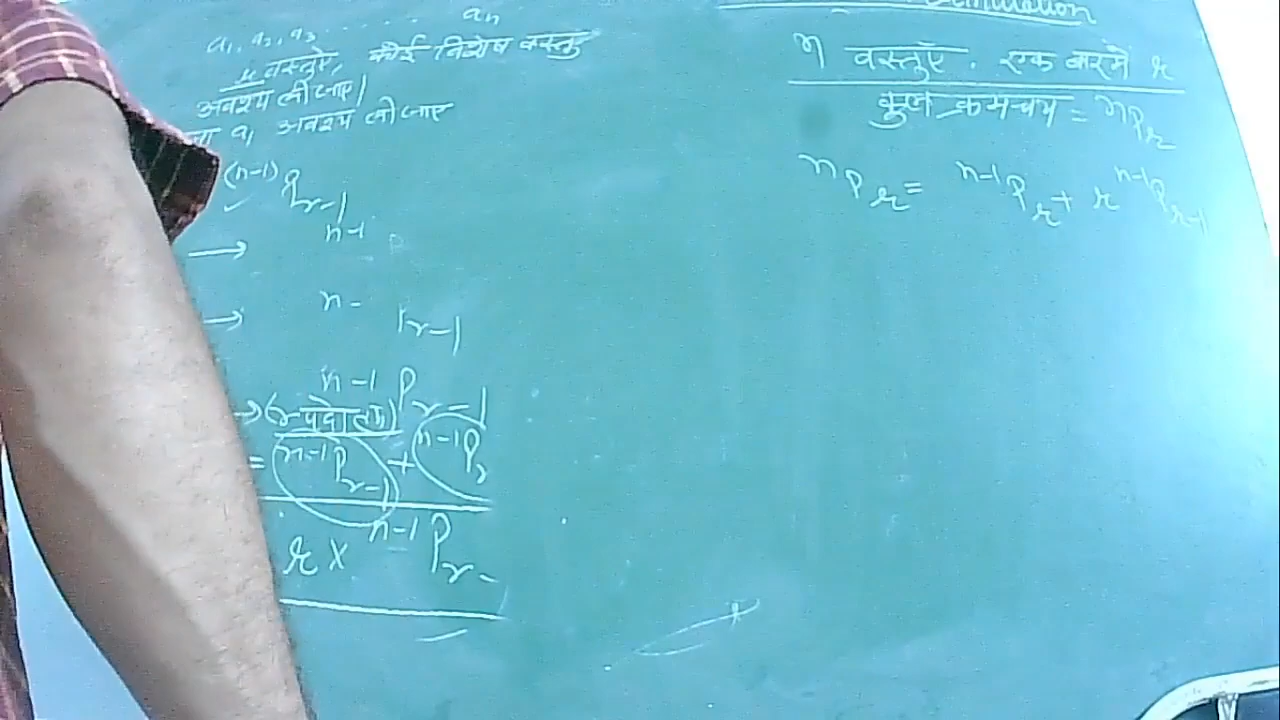 a₁, a₂, a₃ . . . . . aₙ
वस्तुएँ, कोई विशेष वस्तु
अवश्य ली जाए।
a₁ अवश्य ली जाए
(n-1)Pr-1
→ n-1
→ n- r-1
n-1Pr-1
→ (r-
= n-1Pr- + n-1P
r × n-1Pr-
n वस्तुएँ . एक बार में r
कुल क्रमचय = nPr
nPr = n-1Pr + r n-1Pr-1